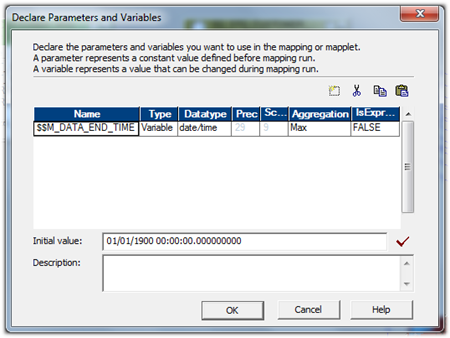 Declare Parameters and Variables
Declare the parameters and variables you want to use in the mapping or mapplet.
A parameter represents a constant value defined before mapping run.
A variable represents a value that can be changed during mapping run.
Name Type Datatype Prec Sc... Aggregation IsExpr...
$$M_DATA_END_TIME Variable date/time 29 9 Max FALSE
Initial value: 01/01/1900 00:00:00.000000000
Description:
OK Cancel Help